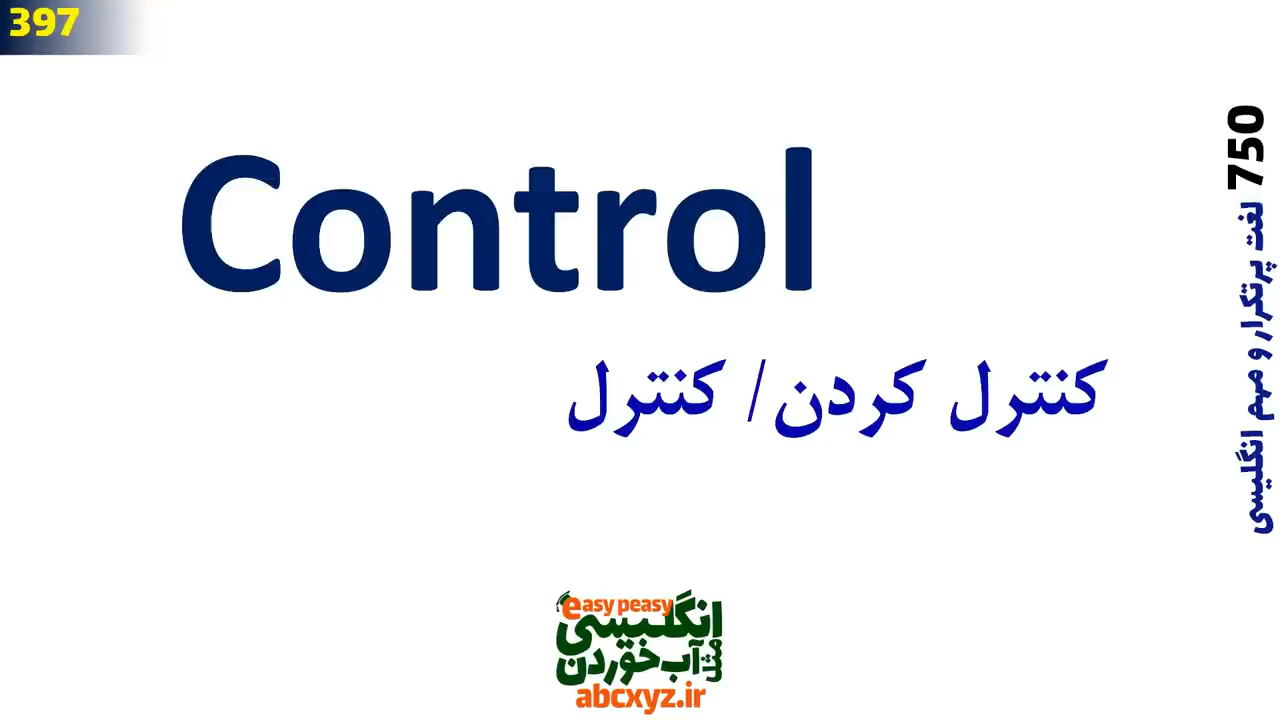 397
Control
کنترل کردن/ کنترل
750 لغت پرتکرار و مهم انگلیسی
easy peasy
انگلیسی
مثل آب خوردن
abcxyz.ir